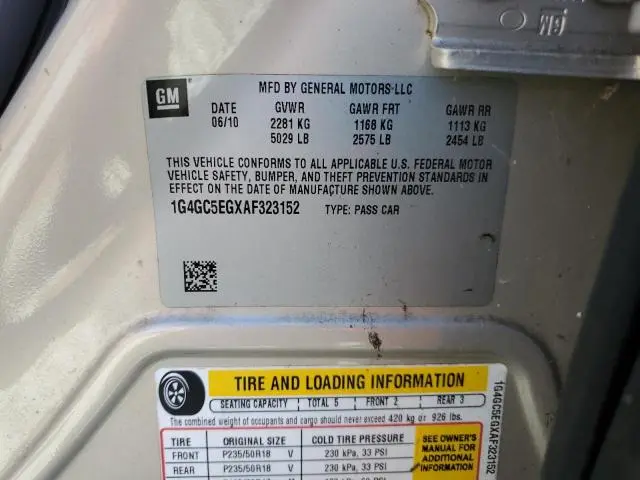 GM
MFD BY GENERAL MOTORS LLC
DATE GVWR GAWR FRT GAWR RR
06/10 2281 KG 1168 KG 1113 KG
5029 LB 2575 LB 2454 LB
THIS VEHICLE CONFORMS TO ALL APPLICABLE U.S. FEDERAL MOTOR
VEHICLE SAFETY, BUMPER, AND THEFT PREVENTION STANDARDS IN
EFFECT ON THE DATE OF MANUFACTURE SHOWN ABOVE.
1G4GC5EGXAF323152 TYPE: PASS CAR
TIRE AND LOADING INFORMATION
SEATING CAPACITY TOTAL 5 FRONT 2 REAR 3
The combined weight of occupants and cargo should never exceed 420 kg or 926 lbs.
TIRE ORIGINAL SIZE COLD TIRE PRESSURE
FRONT P235/50R18 V 230 kPa, 33 PSI
REAR P235/50R18 V 230 kPa, 33 PSI
SEE OWNER'S
MANUAL FOR
ADDITIONAL
INFORMATION
1G4GC5EGXAF323152